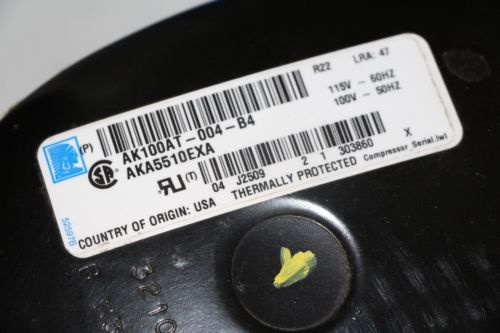 R22 LRA: 47
115V - 60HZ
100V - 50HZ
(P) AK100AT-004-B4
AKA5510EXA
(T) 04 J2509 2 1 303860 X
COUNTRY OF ORIGIN: USA THERMALLY PROTECTED Compressor_Serial.lwl
52597B